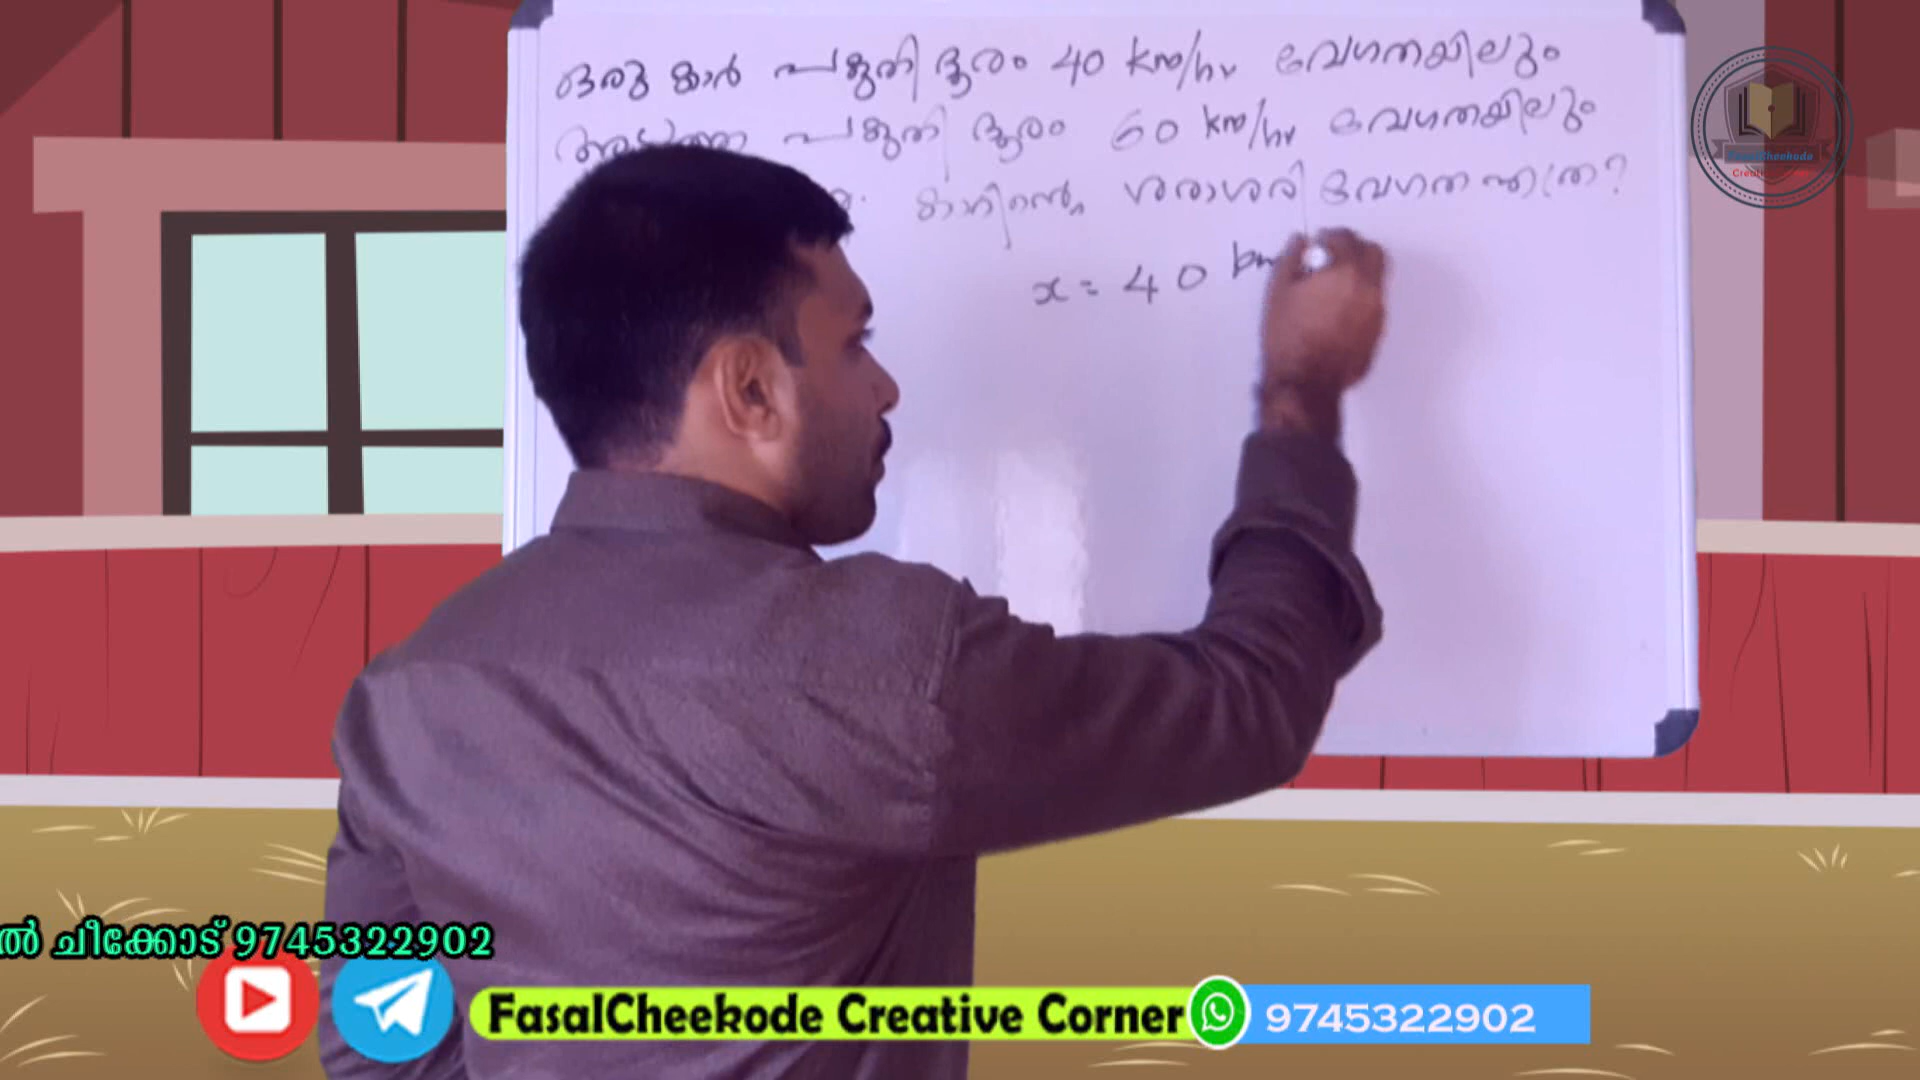 ഒരു കാർ പകുതി ദൂരം 40 km/hr വേഗതയിലും
അടുത്ത പകുതി ദൂരം 60 km/hr വേഗതയിലും
കാറിന്റെ ശരാശരി വേഗത എത്ര?
x = 40 km
FasalCheekode
ൽ ചീക്കോട് 9745322902
FasalCheekode Creative Corner 9745322902